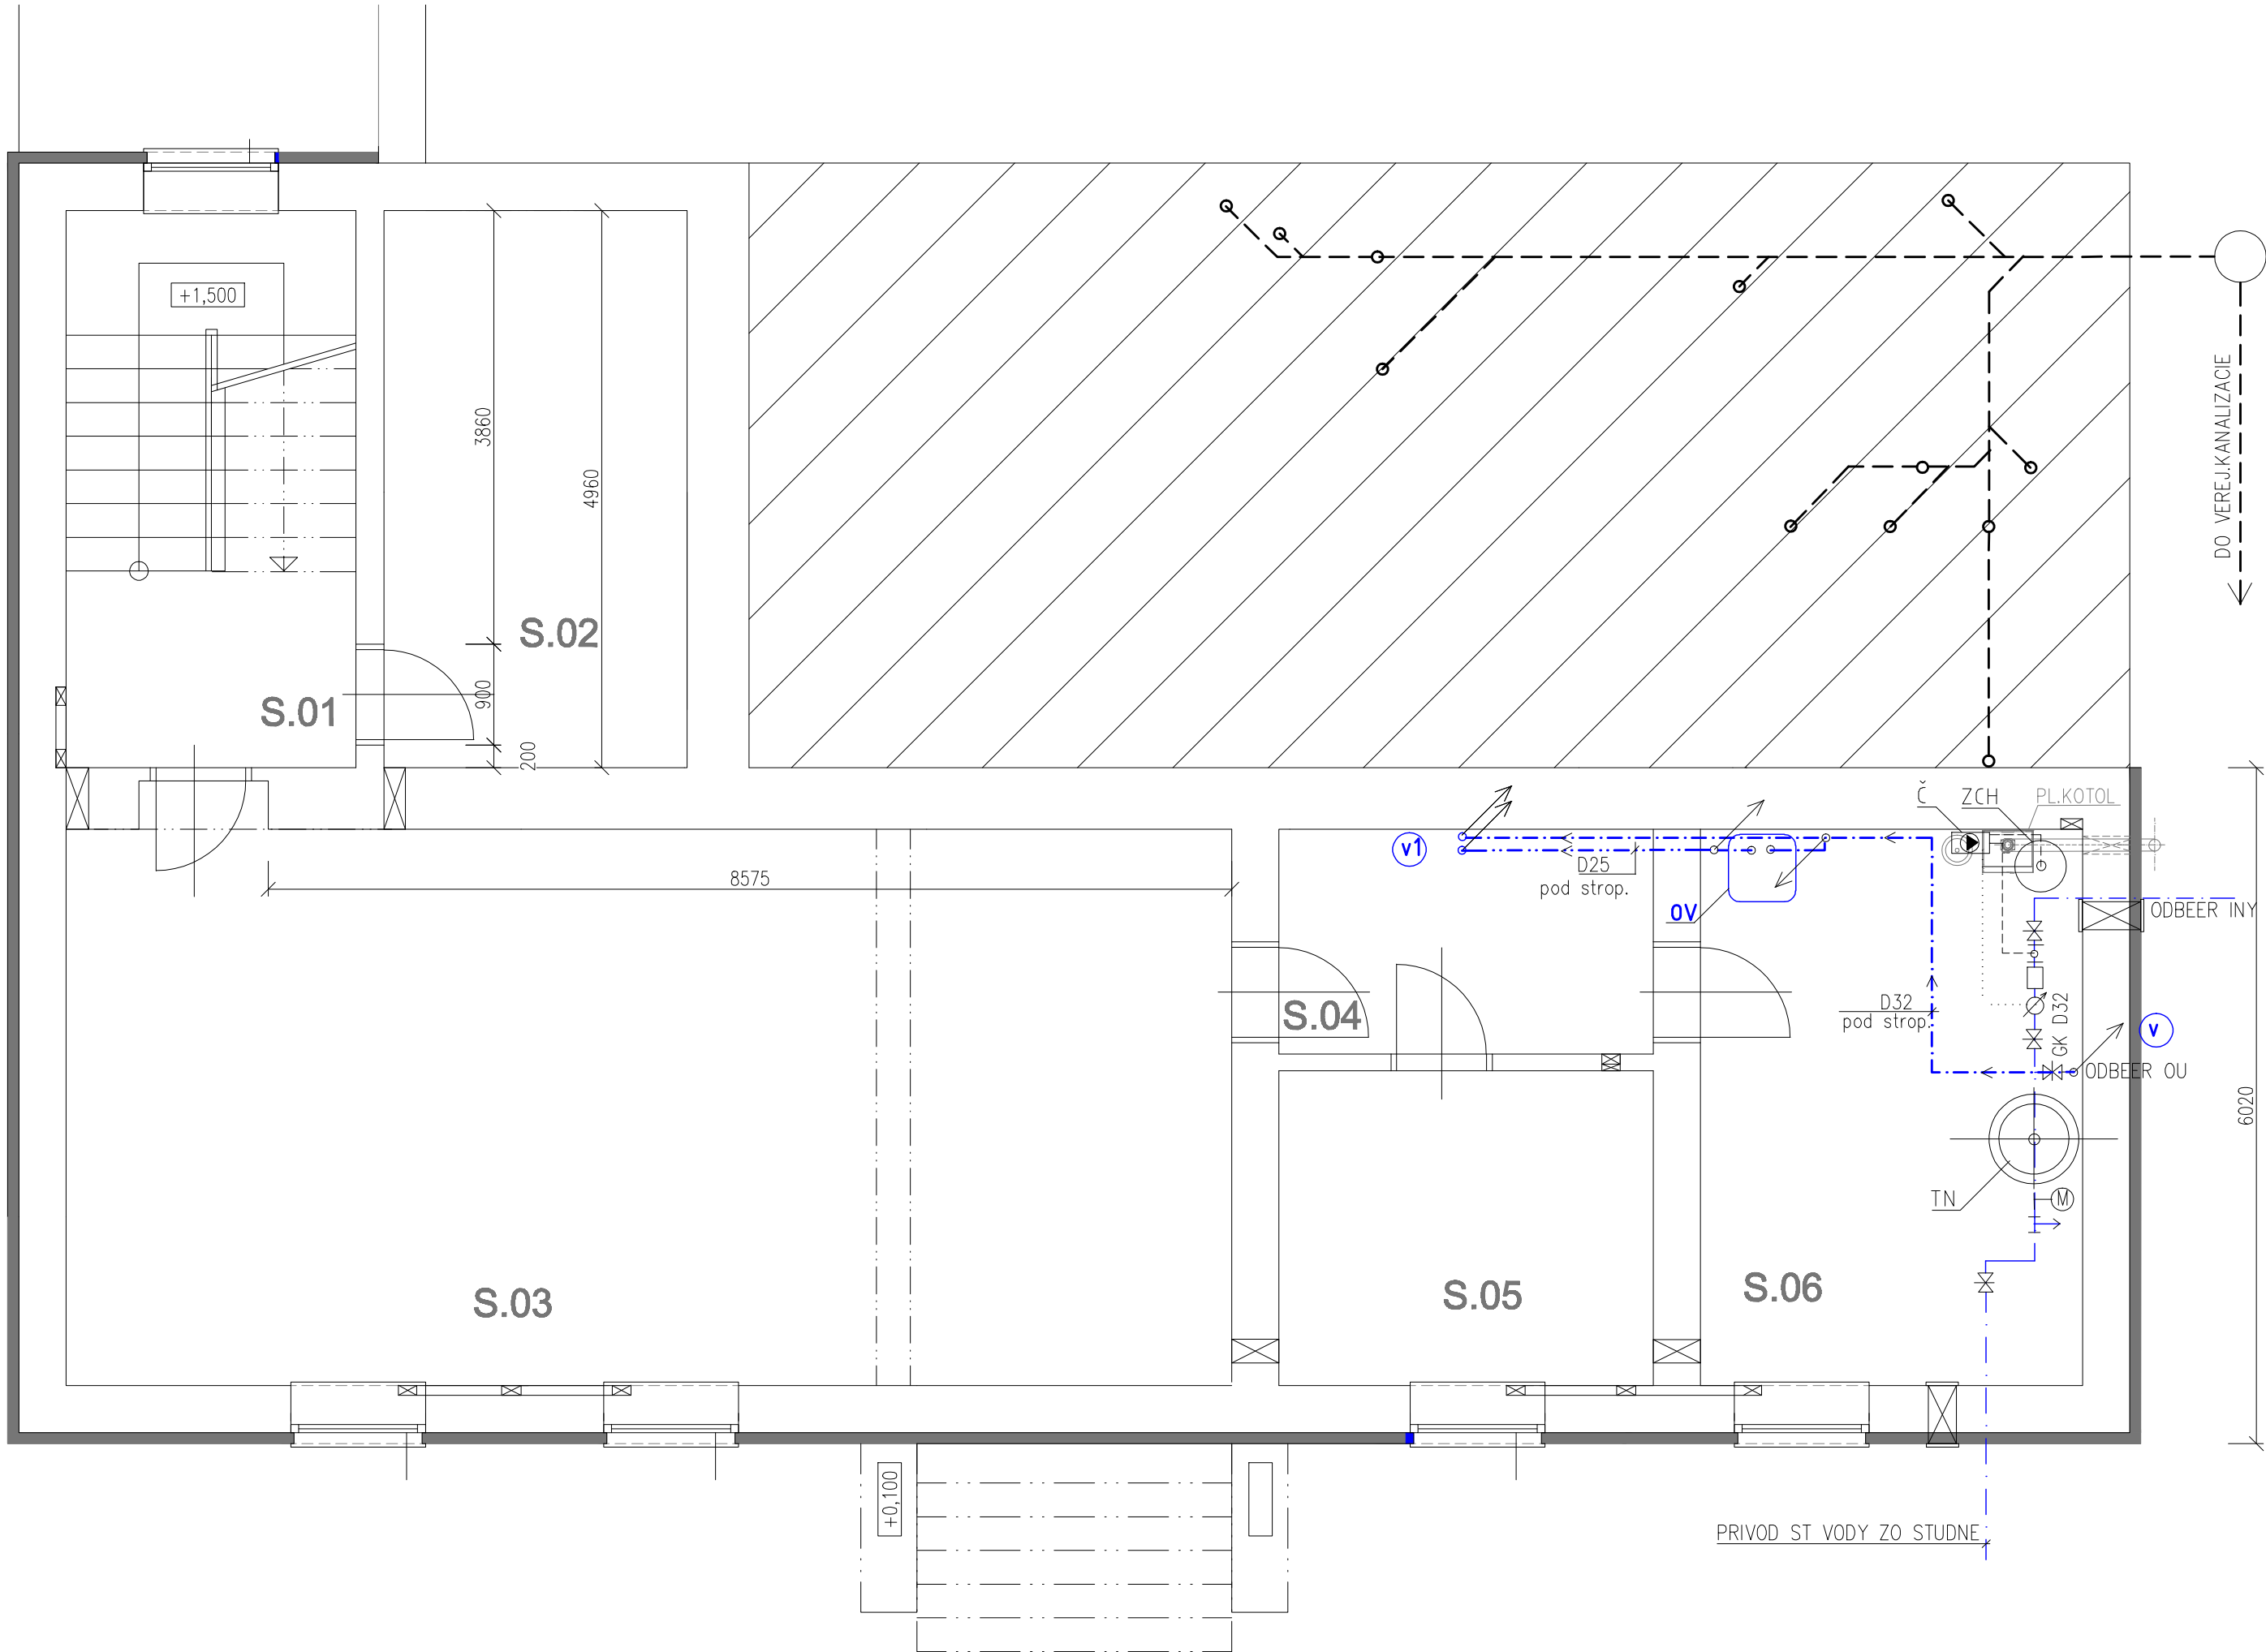 +1,500
3860
4960
S.02
S.01
900
200
DO VEREJ.KANALIZACIE
Č
ZCH
PL.KOTOL
v1
D25
pod strop.
OV
8575
ODBEER INY
S.04
D32
pod strop.
GK D32
v
ODBEER OU
6020
TN
M
S.03
S.05
S.06
+0,100
PRIVOD ST VODY ZO STUDNE